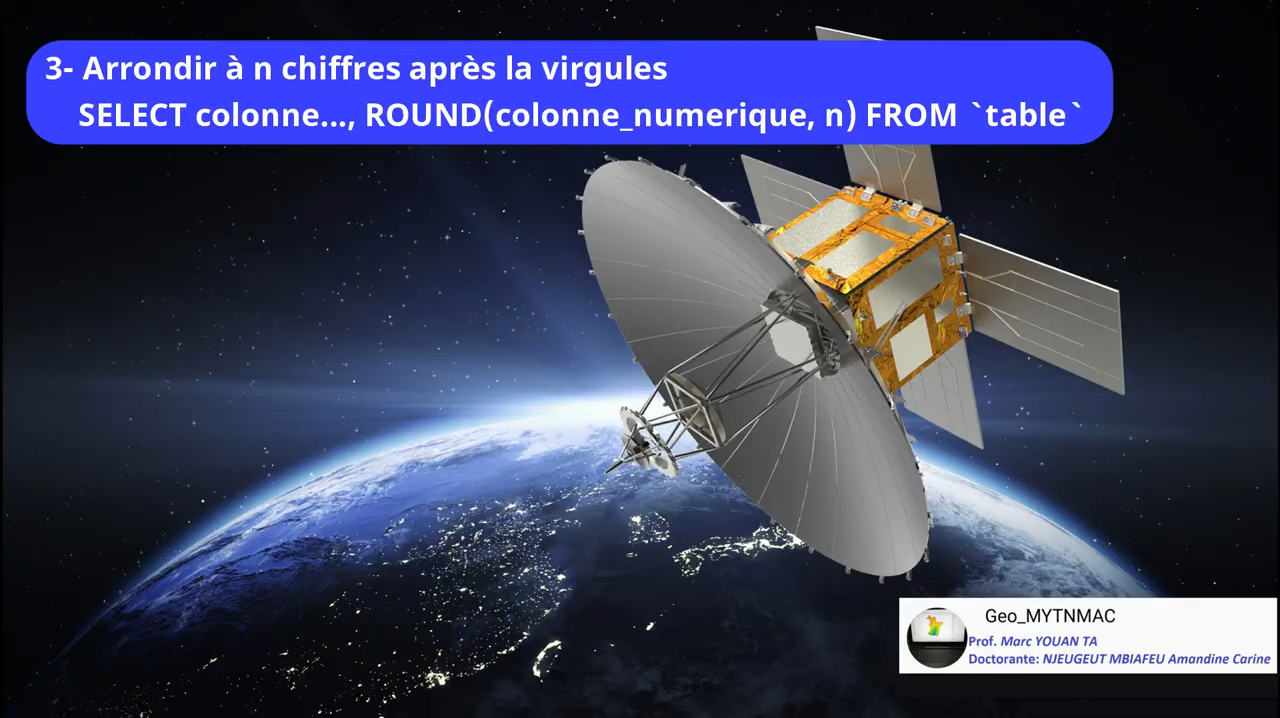 3- Arrondir à n chiffres après la virgules
SELECT colonne..., ROUND(colonne_numerique, n) FROM `table`
Geo_MYTNMAC
Prof. Marc YOUAN TA
Doctorante: NJEUGEUT MBIAFEU Amandine Carine